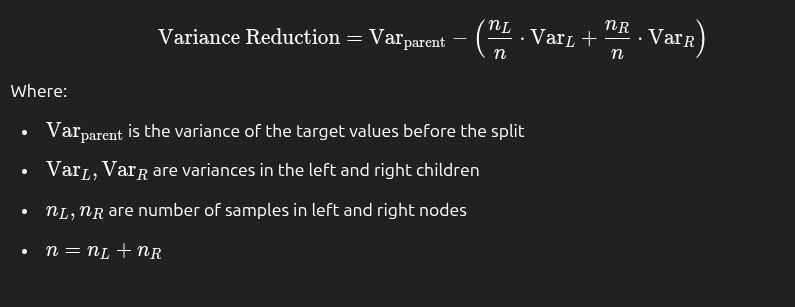 Variance Reduction = Var_parent − (n_L/n · Var_L + n_R/n · Var_R)
Where:
• Var_parent is the variance of the target values before the split
• Var_L, Var_R are variances in the left and right children
• n_L, n_R are number of samples in left and right nodes
• n = n_L + n_R